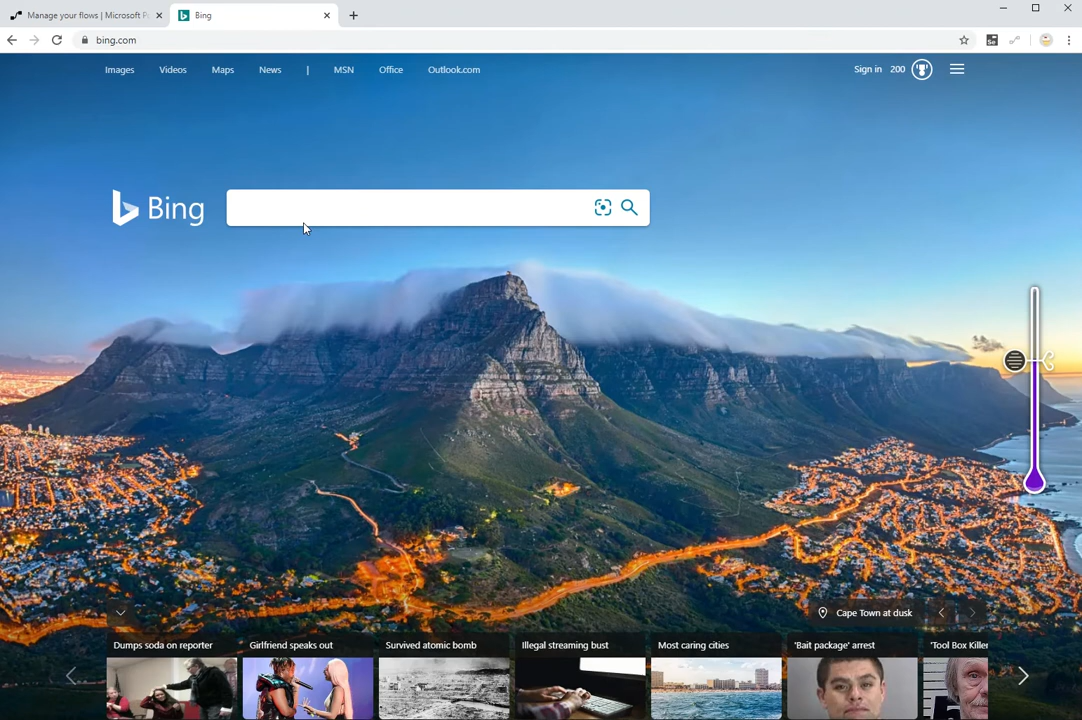 Manage your flows | Microsoft P
Bing
bing.com
Images Videos Maps News | MSN Office Outlook.com
Sign in 200
Bing
Cape Town at dusk
Dumps soda on reporter
Girlfriend speaks out
Survived atomic bomb
Illegal streaming bust
Most caring cities
'Bait package' arrest
'Tool Box Killer